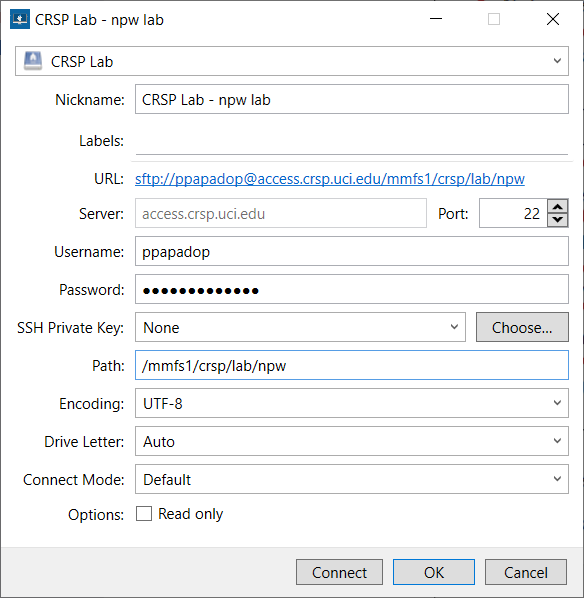 CRSP Lab - npw lab
CRSP Lab
Nickname: CRSP Lab - npw lab
Labels:
URL: sftp://ppapadop@access.crsp.uci.edu/mmfs1/crsp/lab/npw
Server: access.crsp.uci.edu Port: 22
Username: ppapadop
Password: ●●●●●●●●●●●●●
SSH Private Key: None Choose...
Path: /mmfs1/crsp/lab/npw
Encoding: UTF-8
Drive Letter: Auto
Connect Mode: Default
Options: Read only
Connect OK Cancel